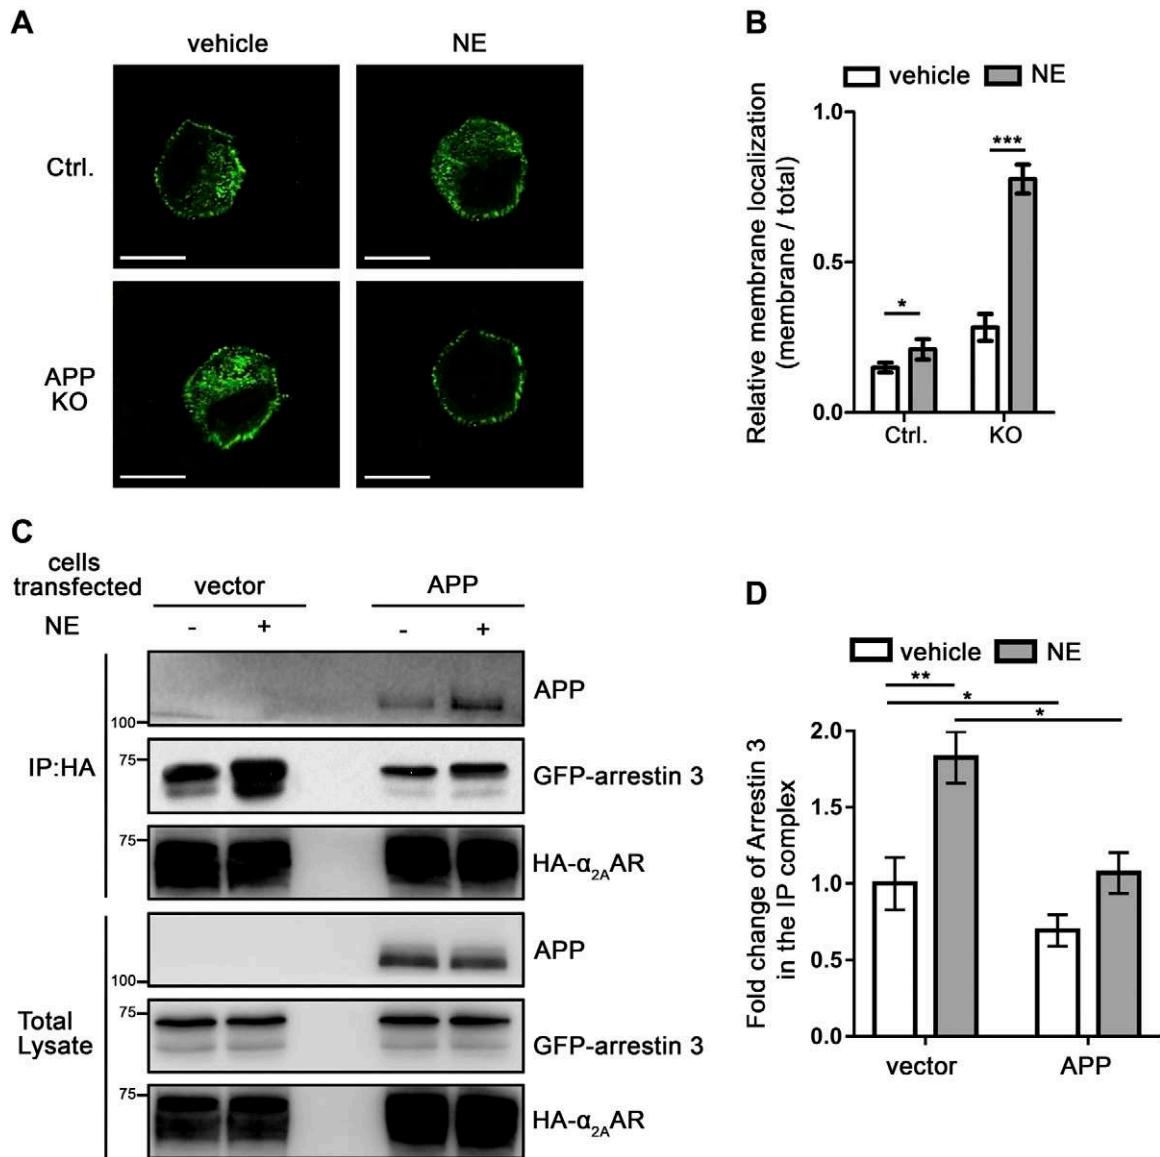 A
vehicle NE
Ctrl.
APP
KO
B
vehicle NE
Relative membrane localization
(membrane / total)
1.0
0.5
0.0
*
***
Ctrl. KO
C
cells
transfected vector APP
NE - + - +
IP:HA
100 APP
75 GFP-arrestin 3
75 HA-α2AAR
Total
Lysate
100 APP
75 GFP-arrestin 3
75 HA-α2AAR
D
vehicle NE
Fold change of Arrestin 3
in the IP complex
**
*
*
2.0
1.5
1.0
0.5
0.0
vector APP